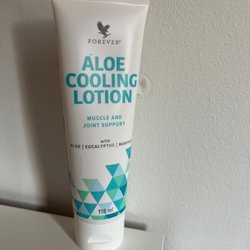 FOREVER
ALOE
COOLING
LOTION
MUSCLE AND
JOINT SUPPORT
with
ALOE | EUCALYPTUS | MENTHOL
118 ml